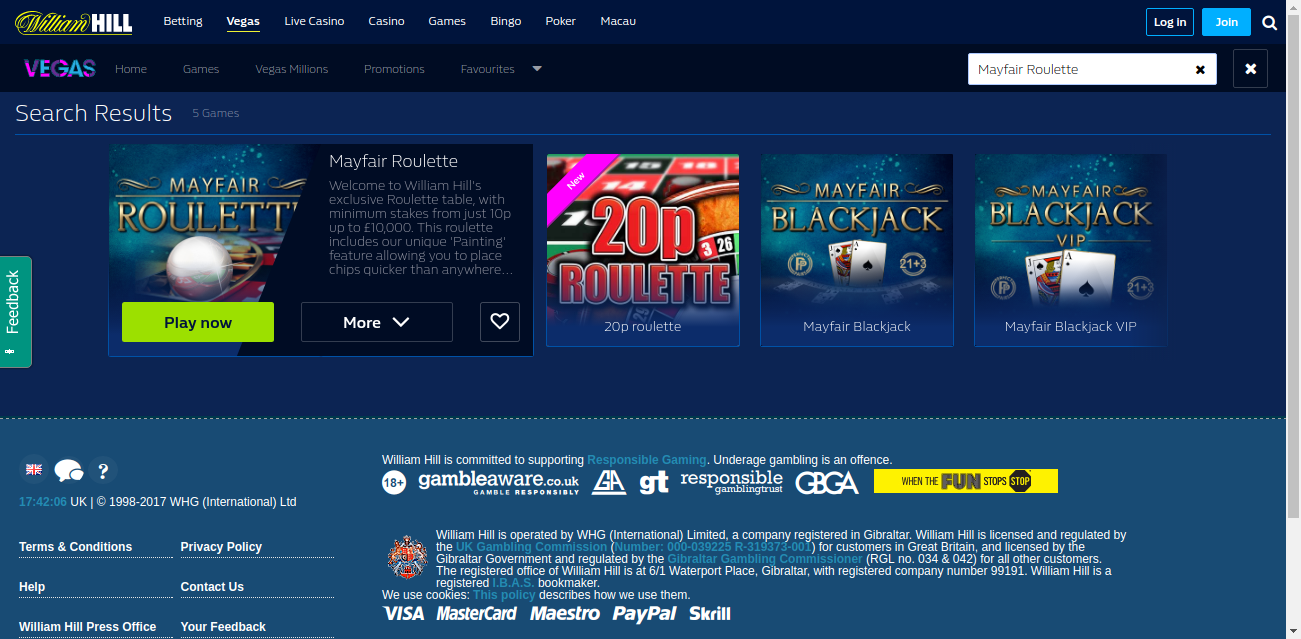 William HILL Betting Vegas Live Casino Casino Games Bingo Poker Macau Log in Join
VEGAS Home Games Vegas Millions Promotions Favourites Mayfair Roulette
Search Results 5 Games
MAYFAIR
ROULETTE
Mayfair Roulette
Welcome to William Hill's
exclusive Roulette table, with
minimum stakes from just 10p
up to £10,000. This roulette
includes our unique 'Painting'
feature allowing you to place
chips quicker than anywhere...
Play now More
New
20p
ROULETTE
20p roulette
MAYFAIR
BLACKJACK
21+3
Mayfair Blackjack
MAYFAIR
BLACKJACK
VIP
21+3
Mayfair Blackjack VIP
Feedback
17:42:06 UK | © 1998-2017 WHG (International) Ltd
Terms & Conditions Privacy Policy
Help Contact Us
William Hill Press Office Your Feedback
William Hill is committed to supporting Responsible Gaming. Underage gambling is an offence.
18+ gambleaware.co.uk
GAMBLE RESPONSIBLY
gt
responsible
gamblingtrust
GBGA
WHEN THE FUN STOPS STOP
William Hill is operated by WHG (International) Limited, a company registered in Gibraltar. William Hill is licensed and regulated by
the UK Gambling Commission (Number: 000-039225 R-319373-001) for customers in Great Britain, and licensed by the
Gibraltar Government and regulated by the Gibraltar Gambling Commissioner (RGL no. 034 & 042) for all other customers.
The registered office of William Hill is at 6/1 Waterport Place, Gibraltar, with registered company number 99191. William Hill is a
registered I.B.A.S. bookmaker.
We use cookies: This policy describes how we use them.
VISA MasterCard Maestro PayPal Skrill